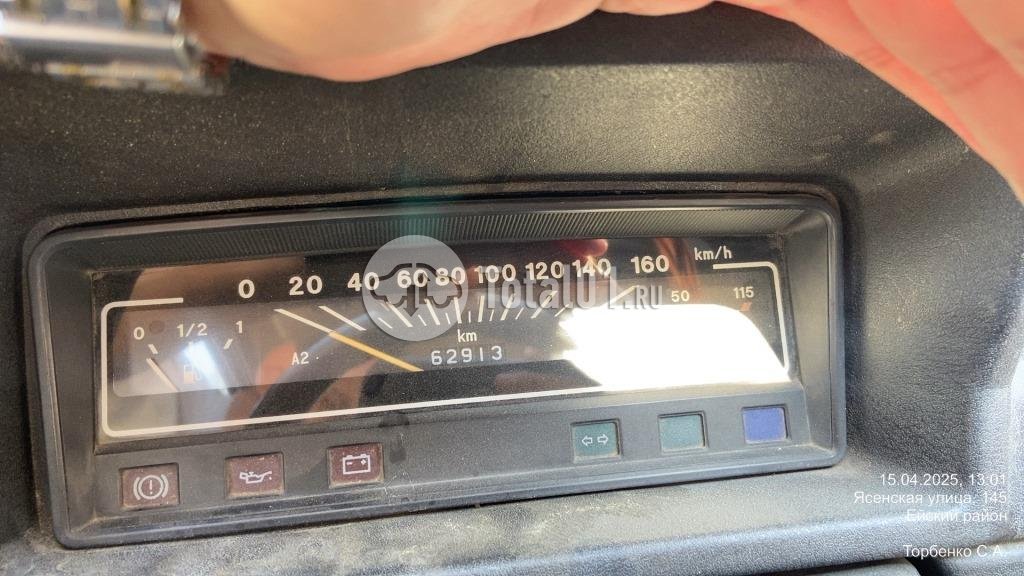 km/h
0 20 40 60 80 100 120 140 160
TOTAL01.RU
50 115
0 1/2 1
km
A2
62913
15.04.2025, 13:01
Ясенская улица, 145
Ейский район
Торбенко С.А.